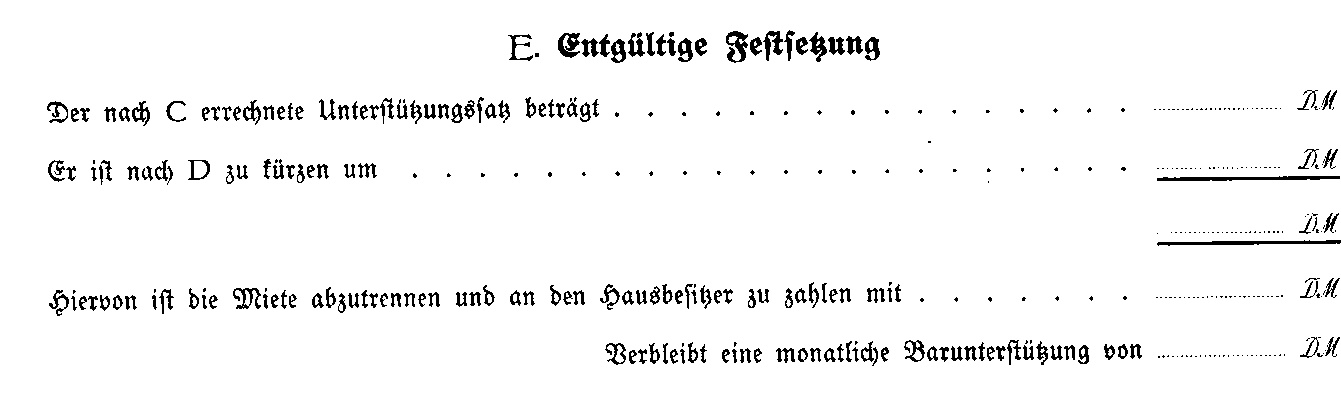 E. Entgültige Festsetzung
Der nach C errechnete Unterstützungssatz beträgt . . . . . . . . . . . . . . . . DM
Er ist nach D zu kürzen um . . . . . . . . . . . . . . . . . . . . . . DM
DM
Hiervon ist die Miete abzutrennen und an den Hausbesitzer zu zahlen mit . . . . . . . DM
Verbleibt eine monatliche Barunterstützung von DM